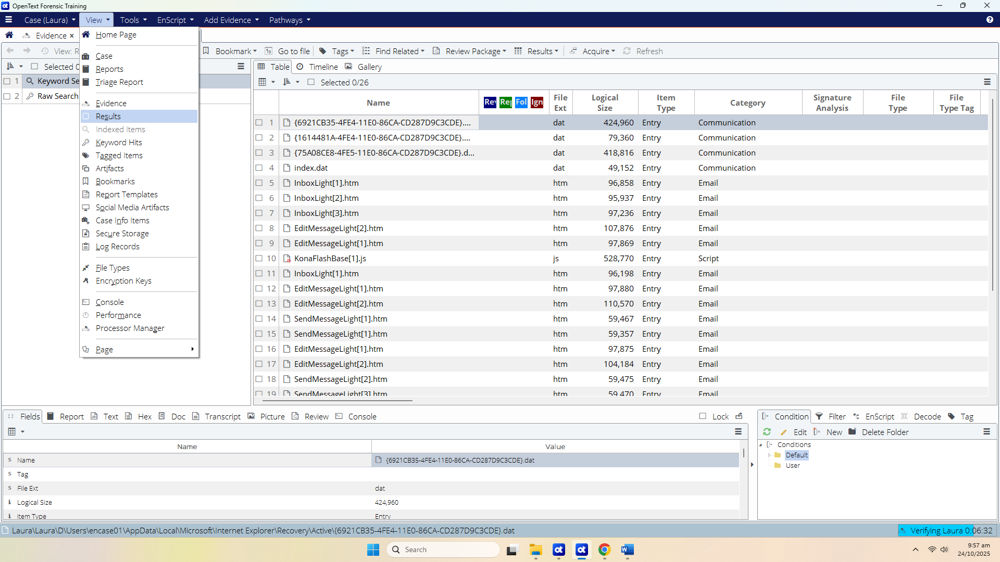 OpenText Forensic Training
Case (Laura) View Tools EnScript Add Evidence Pathways
Evidence
View: R
Bookmark Go to file Tags Find Related Review Package Results Acquire Refresh
Selected 0
1 Keyword Se
2 Raw Search
Home Page
Case
Reports
Triage Report
Evidence
Results
Indexed Items
Keyword Hits
Tagged Items
Artifacts
Bookmarks
Report Templates
Social Media Artifacts
Case Info Items
Secure Storage
Log Records
File Types
Encryption Keys
Console
Performance
Processor Manager
Page
Table Timeline Gallery
Selected 0/26
Name Rev Rep Fol Ign File Ext Logical Size Item Type Category Signature Analysis File Type File Type Tag
1 {6921CB35-4FE4-11E0-86CA-CD287D9C3CDE}.... dat 424,960 Entry Communication
2 {1614481A-4FE4-11E0-86CA-CD287D9C3CDE}.... dat 79,360 Entry Communication
3 {75A08CE8-4FE5-11E0-86CA-CD287D9C3CDE}.d... dat 418,816 Entry Communication
4 index.dat dat 49,152 Entry Communication
5 InboxLight[1].htm htm 96,858 Entry Email
6 InboxLight[2].htm htm 95,937 Entry Email
7 InboxLight[3].htm htm 97,236 Entry Email
8 EditMessageLight[2].htm htm 107,876 Entry Email
9 EditMessageLight[1].htm htm 97,869 Entry Email
10 KonaFlashBase[1].js js 528,770 Entry Script
11 InboxLight[1].htm htm 96,198 Entry Email
12 EditMessageLight[1].htm htm 97,880 Entry Email
13 EditMessageLight[2].htm htm 110,570 Entry Email
14 SendMessageLight[1].htm htm 59,467 Entry Email
15 SendMessageLight[1].htm htm 59,357 Entry Email
16 EditMessageLight[1].htm htm 97,875 Entry Email
17 EditMessageLight[2].htm htm 104,184 Entry Email
18 SendMessageLight[2].htm htm 59,475 Entry Email
19 SendMessageLight[3].htm htm 59,470 Entry Email
Fields Report Text Hex Doc Transcript Picture Review Console Lock
Name Value
Name {6921CB35-4FE4-11E0-86CA-CD287D9C3CDE}.dat
Tag
File Ext dat
Logical Size 424,960
Item Type Entry
Condition Filter EnScript Decode Tag
Edit New Delete Folder
Conditions
Default
User
Laura\Laura\D\Users\encase01\AppData\Local\Microsoft\Internet Explorer\Recovery\Active\{6921CB35-4FE4-11E0-86CA-CD287D9C3CDE}.dat
Verifying Laura 0:06:32
Search
9:57 am
24/10/2025